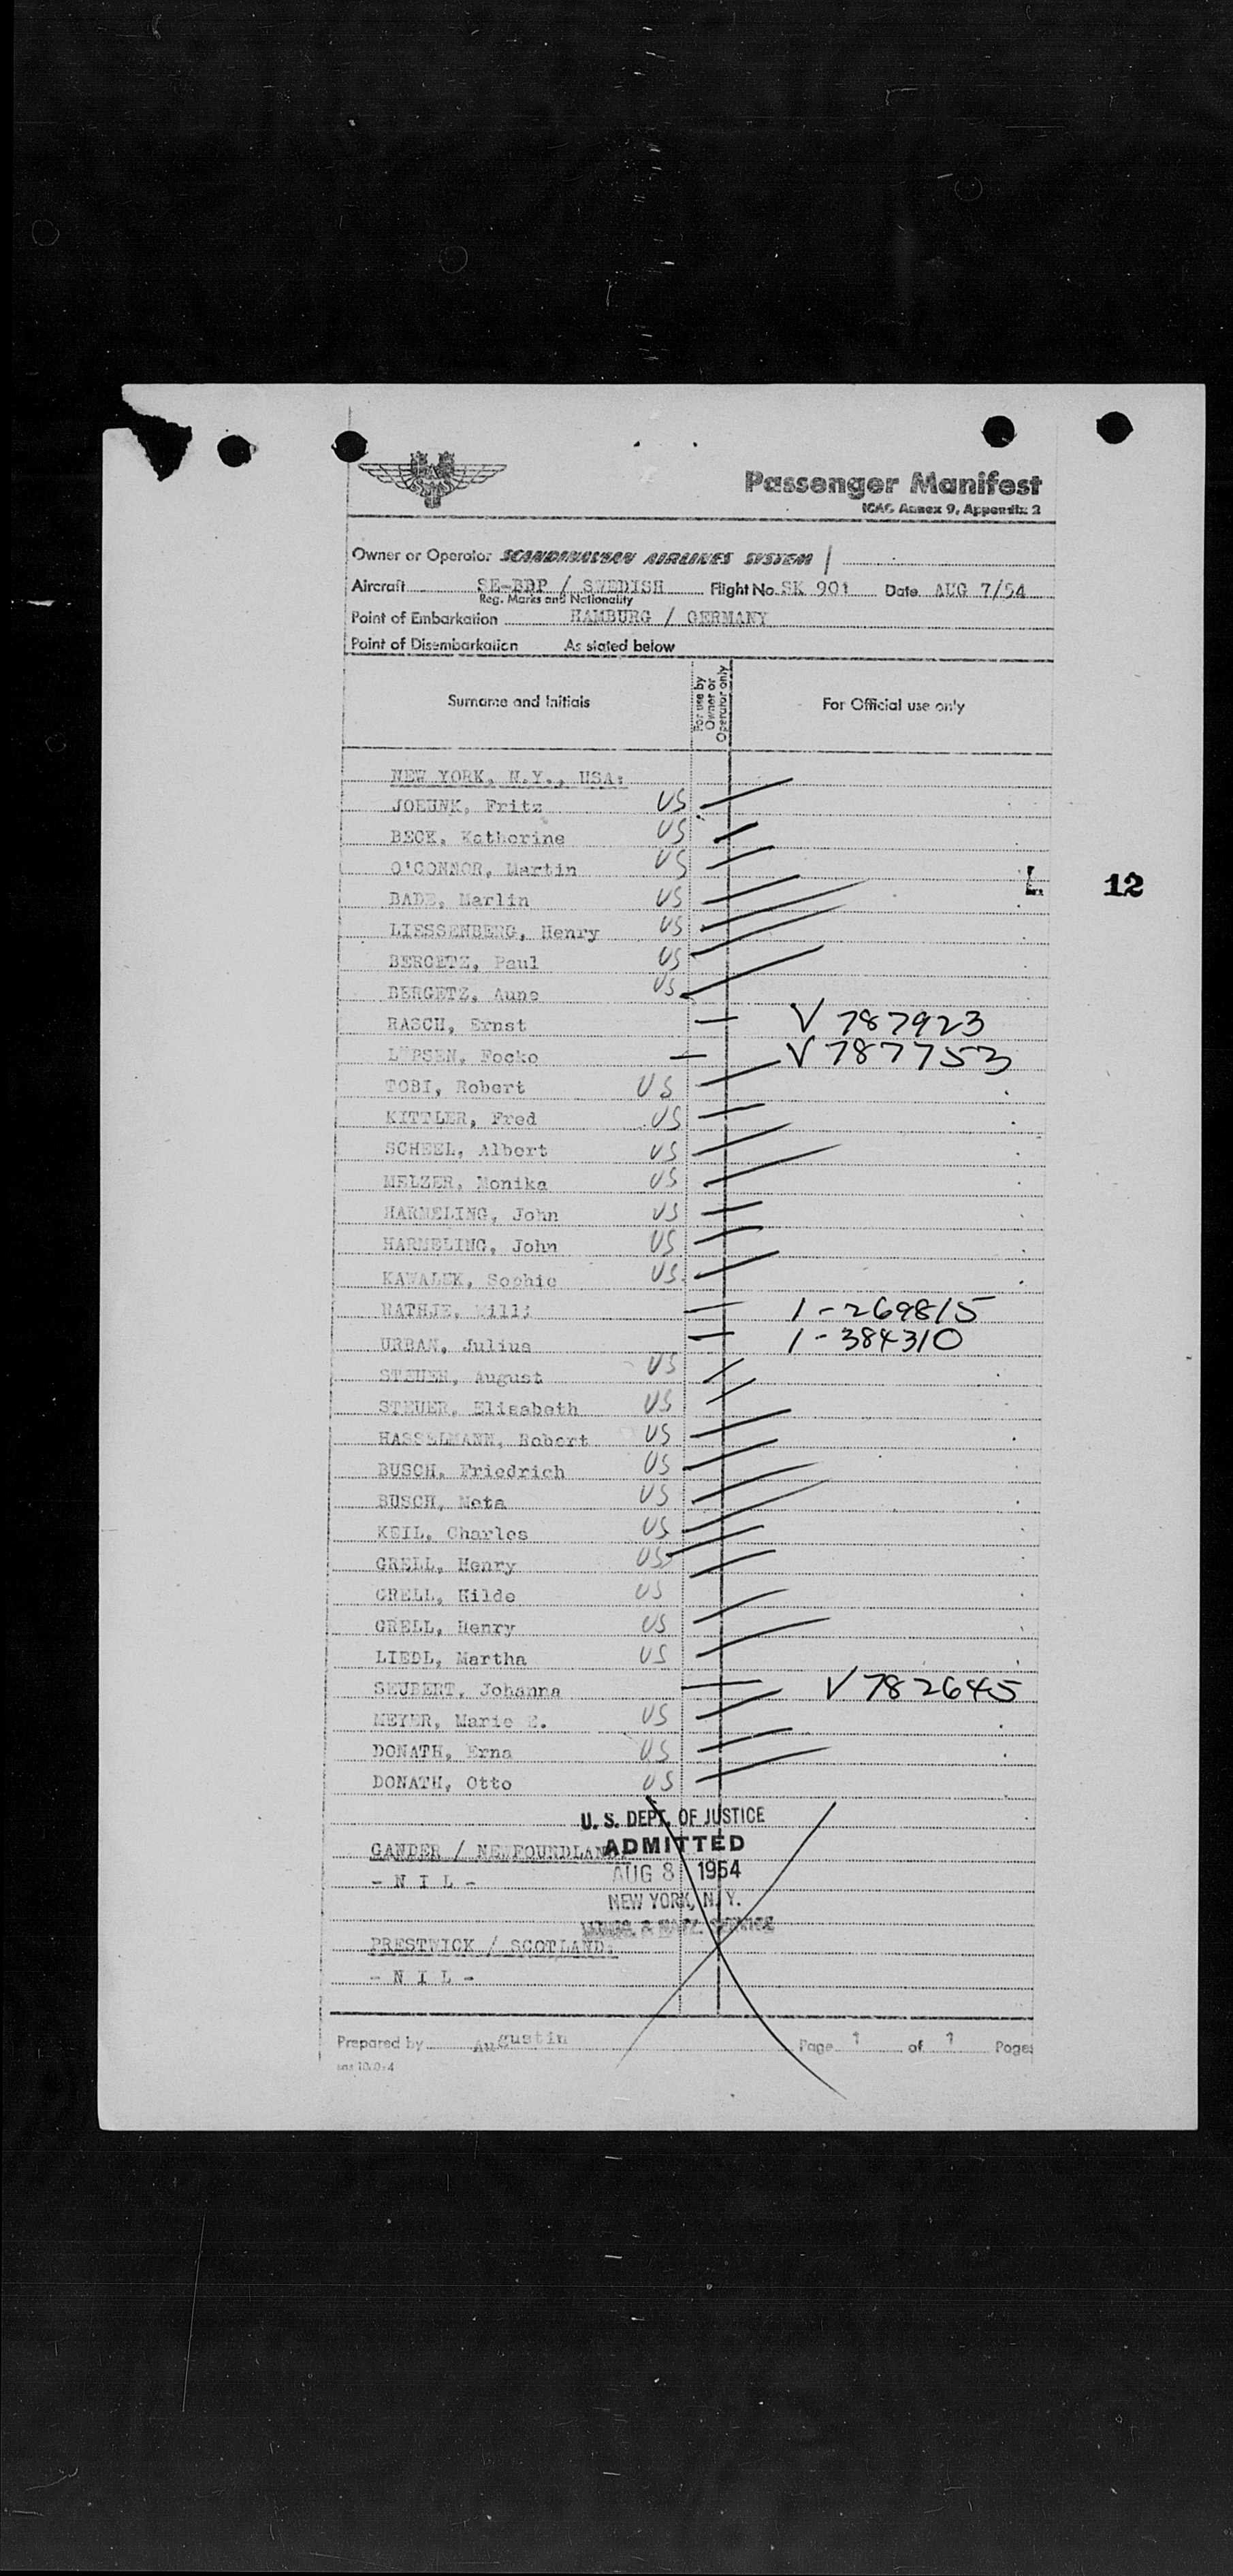 Passenger Manifest
ICAO Annex 9, Appendix 2
Owner or Operator SCANDINAVIAN AIRLINES SYSTEM /
Aircraft SE-BDP / SWEDISH Flight No. SK 901 Date AUG 7/54
Reg. Marks and Nationality
Point of Embarkation HAMBURG / GERMANY
Point of Disembarkation As stated below
Surname and Initials For use by Owner or Operator only For Official use only
NEW YORK, N.Y., USA:
JOHUNK, Fritz US
BECK, Katherine US
O'CONNOR, Martin US
BADE, Marlin US
12
LIESSENBERG, Henry US
BERGETZ, Paul US
BERGETZ, Aune US
RASCH, Ernst V 787923
LÜPSEN, Focko V 787753
TOBI, Robert US
KITTLER, Fred US
SCHEEL, Albert US
MELZER, Monika US
HARMELING, John US
HARMELING, John US
KAWALEK, Sophie US
RATHJE, Willi 1-269815
URBAN, Julius 1-384310
STEUER, August US
STEUER, Elisabeth US
HASSELMANN, Robert US
BUSCH, Friedrich US
BUSCH, Meta US
KEIL, Charles US
GRELL, Henry US
GRELL, Hilde US
GRELL, Henry US
LIEDL, Martha US
SEUBERT, Johanna V 782645
MEYER, Marie E. US
DONATH, Erna US
DONATH, Otto US
U. S. DEPT. OF JUSTICE
GANDER / NEWFOUNDLAND ADMITTED
- N I L - AUG 8 1954
NEW YORK, N.Y.
PRESTWICK / SCOTLAND:
- N I L -
Prepared by Augustin Page 1 of 1 Pages